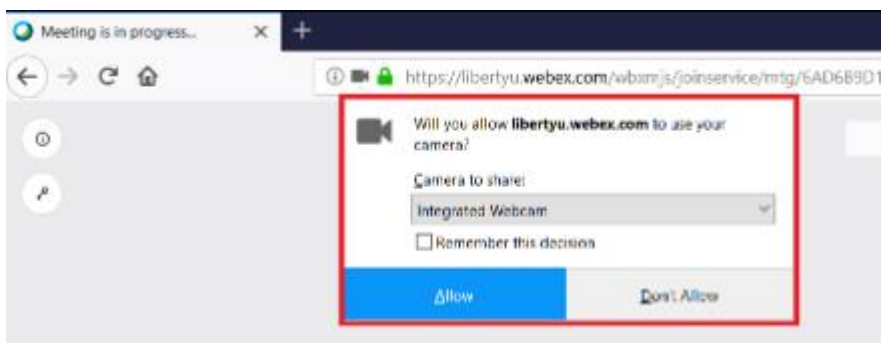 Meeting is in progress...
https://libertyu.webex.com/wbxmjs/joinservice/mtg/6AD6B9D1
Will you allow libertyu.webex.com to use your
camera?
Camera to share:
Integrated Webcam
Remember this decision
Allow
Don't Allow